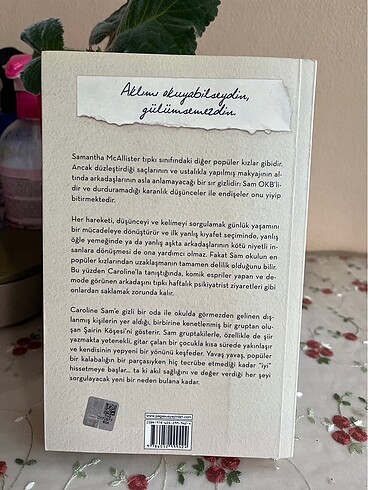 Aklımı okuyabilseydin,
gülümsemezdin.
Samantha McAllister tıpkı sınıfındaki diğer popüler kızlar gibidir.
Ancak düzleştirdiği saçlarının ve ustalıkla yapılmış makyajının al-
tında arkadaşlarının asla anlamayacağı bir sır gizlidir: Sam OKB'li-
dir ve durduramadığı karanlık düşünceler ile endişeler onu yiyip
bitirmektedir.
Her hareketi, düşünceyi ve kelimeyi sorgulamak günlük yaşamını
bir mücadeleye dönüştürür ve ilk yanlış kıyafet seçiminde, yanlış
öğle yemeğinde ya da yanlış aşkta arkadaşlarının kötü niyetli in-
sanlara dönüşmesi de ona yardımcı olmaz. Fakat Sam okulun en
popüler kızlarından uzaklaşmanın tamamen delilik olduğunu bilir.
Bu yüzden Caroline'la tanıştığında, komik espriler yapan ve de-
mode görünen arkadaşını tıpkı haftalık psikiyatrist ziyaretleri gibi
onlardan saklamak zorunda kalır.
Caroline Sam'e gizli bir oda ile okulda görmezden gelinen dış-
lanmış kişilerin yer aldığı, birbirine kenetlenmiş bir gruptan olu-
şan Şairin Köşesi'ni gösterir. Sam gruptakilerle, özellikle de şiir
yazmakta yetenekli, gitar çalan bir çocukla kısa sürede yakınlaşır
ve kendisinin yepyeni bir yönünü keşfeder. Yavaş yavaş, popüler
bir kalabalığın bir parçasıyken hiç tecrübe etmediği kadar "iyi"
hissetmeye başlar... ta ki akıl sağlığını ve değer verdiği her şeyi
sorgulayacak yeni bir neden bulana kadar.